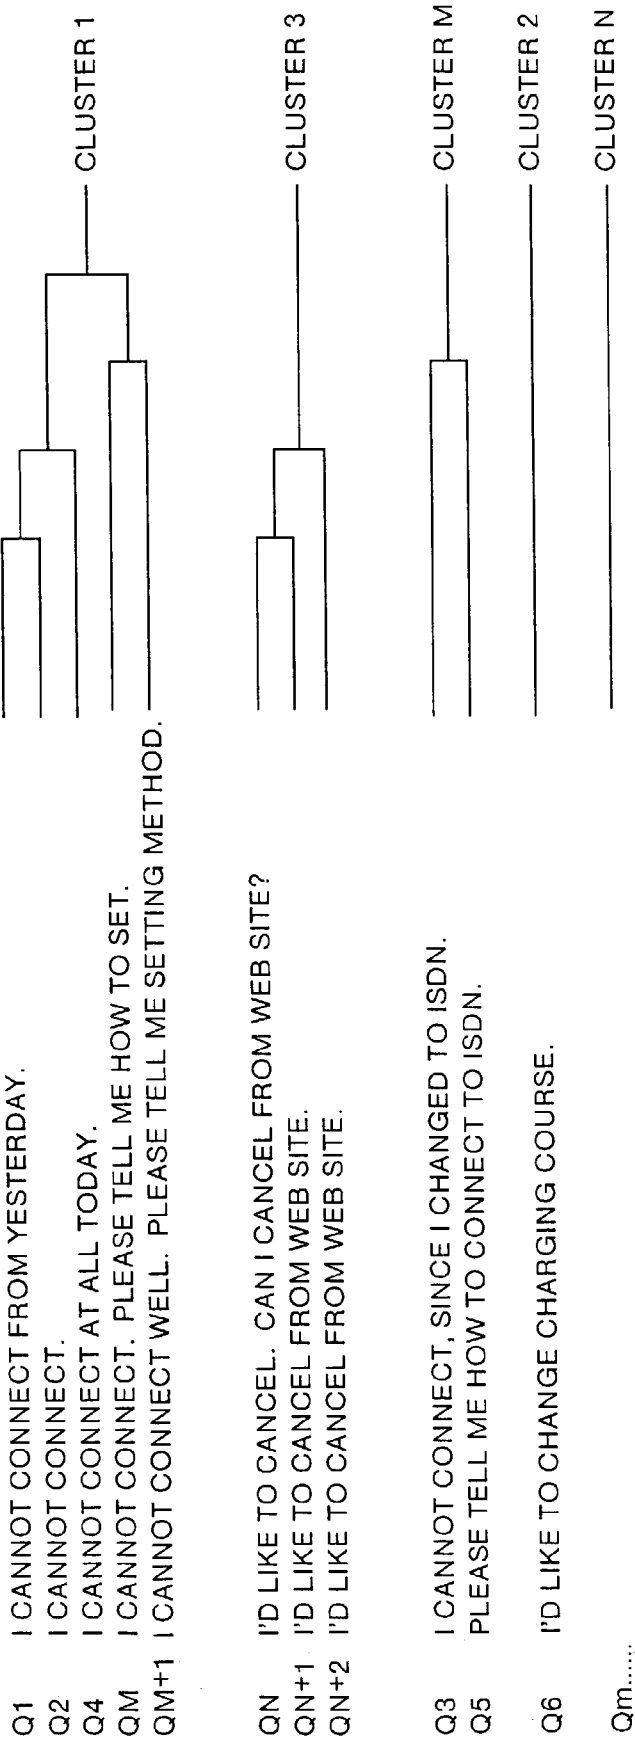 Q1 I CANNOT CONNECT FROM YESTERDAY.
Q2 I CANNOT CONNECT.
Q4 I CANNOT CONNECT AT ALL TODAY.
QM I CANNOT CONNECT. PLEASE TELL ME HOW TO SET.
QM+1 I CANNOT CONNECT WELL. PLEASE TELL ME SETTING METHOD.
CLUSTER 1
QN I'D LIKE TO CANCEL. CAN I CANCEL FROM WEB SITE?
QN+1 I'D LIKE TO CANCEL FROM WEB SITE.
QN+2 I'D LIKE TO CANCEL FROM WEB SITE.
CLUSTER 3
Q3 I CANNOT CONNECT, SINCE I CHANGED TO ISDN.
Q5 PLEASE TELL ME HOW TO CONNECT TO ISDN.
CLUSTER M
Q6 I'D LIKE TO CHANGE CHARGING COURSE.
CLUSTER 2
Qm......
CLUSTER N